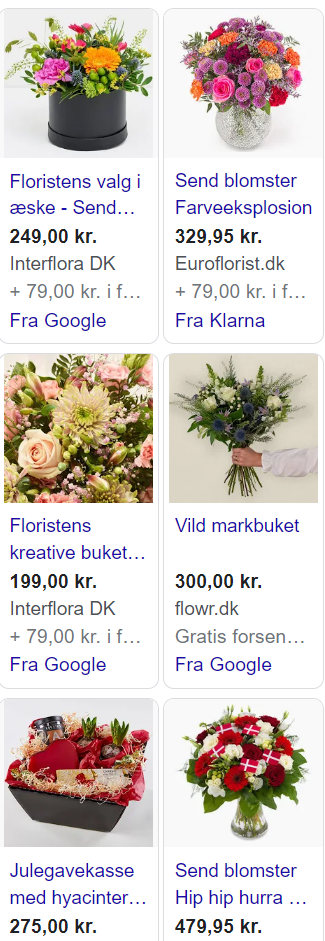 Floristens valg i
æske - Send...
249,00 kr.
Interflora DK
+ 79,00 kr. i f...
Fra Google
Send blomster
Farveeksplosion
329,95 kr.
Euroflorist.dk
+ 79,00 kr. i f...
Fra Klarna
Floristens
kreative buket...
199,00 kr.
Interflora DK
+ 79,00 kr. i f...
Fra Google
Vild markbuket
300,00 kr.
flowr.dk
Gratis forsen...
Fra Google
Julegavekasse
med hyacinter...
275,00 kr.
Send blomster
Hip hip hurra ...
479,95 kr.